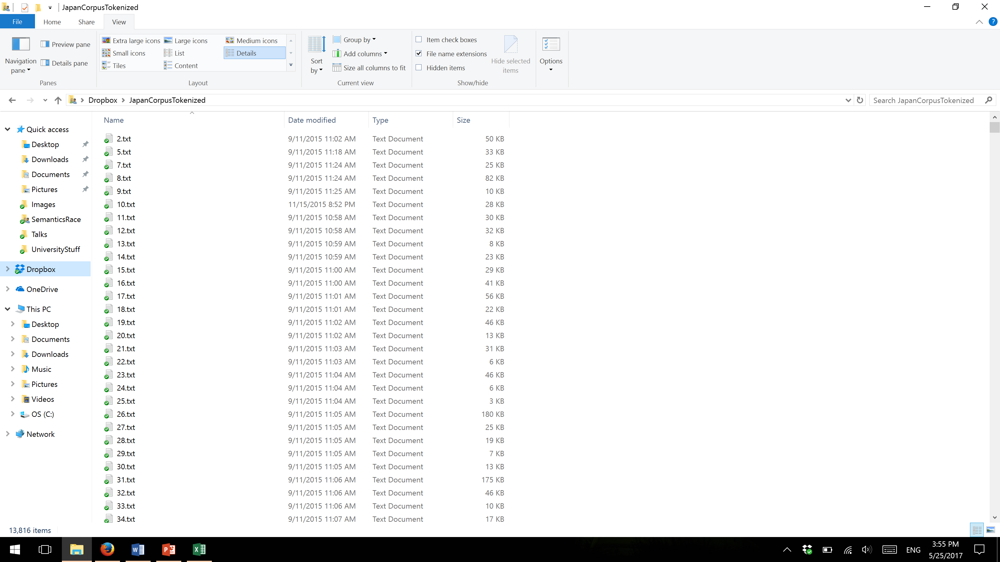 JapanCorpusTokenized
File Home Share View
Navigation pane
Preview pane
Details pane
Panes
Extra large icons Large icons Medium icons
Small icons List Details
Tiles Content
Layout
Sort by
Group by
Add columns
Size all columns to fit
Current view
Item check boxes
File name extensions
Hidden items
Hide selected items
Show/hide
Options
Dropbox JapanCorpusTokenized
Search JapanCorpusTokenized
Quick access
Desktop
Downloads
Documents
Pictures
Images
SemanticsRace
Talks
UniversityStuff
Dropbox
OneDrive
This PC
Desktop
Documents
Downloads
Music
Pictures
Videos
OS (C:)
Network
Name Date modified Type Size
2.txt 9/11/2015 11:02 AM Text Document 50 KB
5.txt 9/11/2015 11:18 AM Text Document 33 KB
7.txt 9/11/2015 11:24 AM Text Document 25 KB
8.txt 9/11/2015 11:24 AM Text Document 82 KB
9.txt 9/11/2015 11:25 AM Text Document 10 KB
10.txt 11/15/2015 8:52 PM Text Document 28 KB
11.txt 9/11/2015 10:58 AM Text Document 30 KB
12.txt 9/11/2015 10:58 AM Text Document 32 KB
13.txt 9/11/2015 10:59 AM Text Document 8 KB
14.txt 9/11/2015 10:59 AM Text Document 23 KB
15.txt 9/11/2015 11:00 AM Text Document 29 KB
16.txt 9/11/2015 11:00 AM Text Document 41 KB
17.txt 9/11/2015 11:01 AM Text Document 56 KB
18.txt 9/11/2015 11:01 AM Text Document 22 KB
19.txt 9/11/2015 11:02 AM Text Document 46 KB
20.txt 9/11/2015 11:02 AM Text Document 13 KB
21.txt 9/11/2015 11:03 AM Text Document 31 KB
22.txt 9/11/2015 11:03 AM Text Document 6 KB
23.txt 9/11/2015 11:04 AM Text Document 46 KB
24.txt 9/11/2015 11:04 AM Text Document 6 KB
25.txt 9/11/2015 11:04 AM Text Document 3 KB
26.txt 9/11/2015 11:05 AM Text Document 180 KB
27.txt 9/11/2015 11:05 AM Text Document 25 KB
28.txt 9/11/2015 11:05 AM Text Document 19 KB
29.txt 9/11/2015 11:05 AM Text Document 7 KB
30.txt 9/11/2015 11:05 AM Text Document 13 KB
31.txt 9/11/2015 11:06 AM Text Document 175 KB
32.txt 9/11/2015 11:06 AM Text Document 46 KB
33.txt 9/11/2015 11:06 AM Text Document 10 KB
34.txt 9/11/2015 11:07 AM Text Document 17 KB
13,816 items
ENG
3:55 PM
5/25/2017